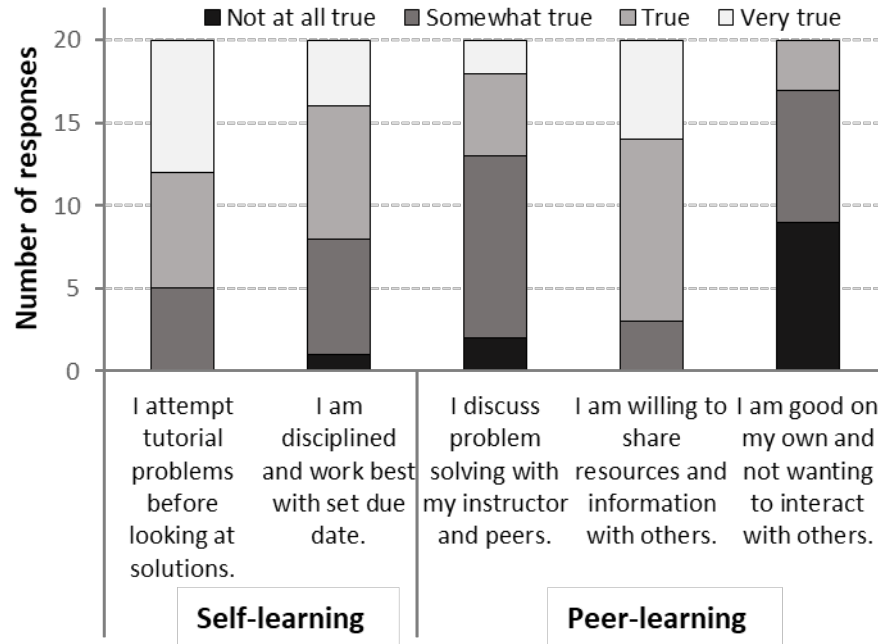 Not at all true Somewhat true True Very true
Number of responses
20
15
10
5
0
I attempt
tutorial
problems
before
looking at
solutions.
I am
disciplined
and work best
with set due
date.
I discuss
problem
solving with
my instructor
and peers.
I am willing to
share
resources and
information
with others.
I am good on
my own and
not wanting
to interact
with others.
Self-learning
Peer-learning